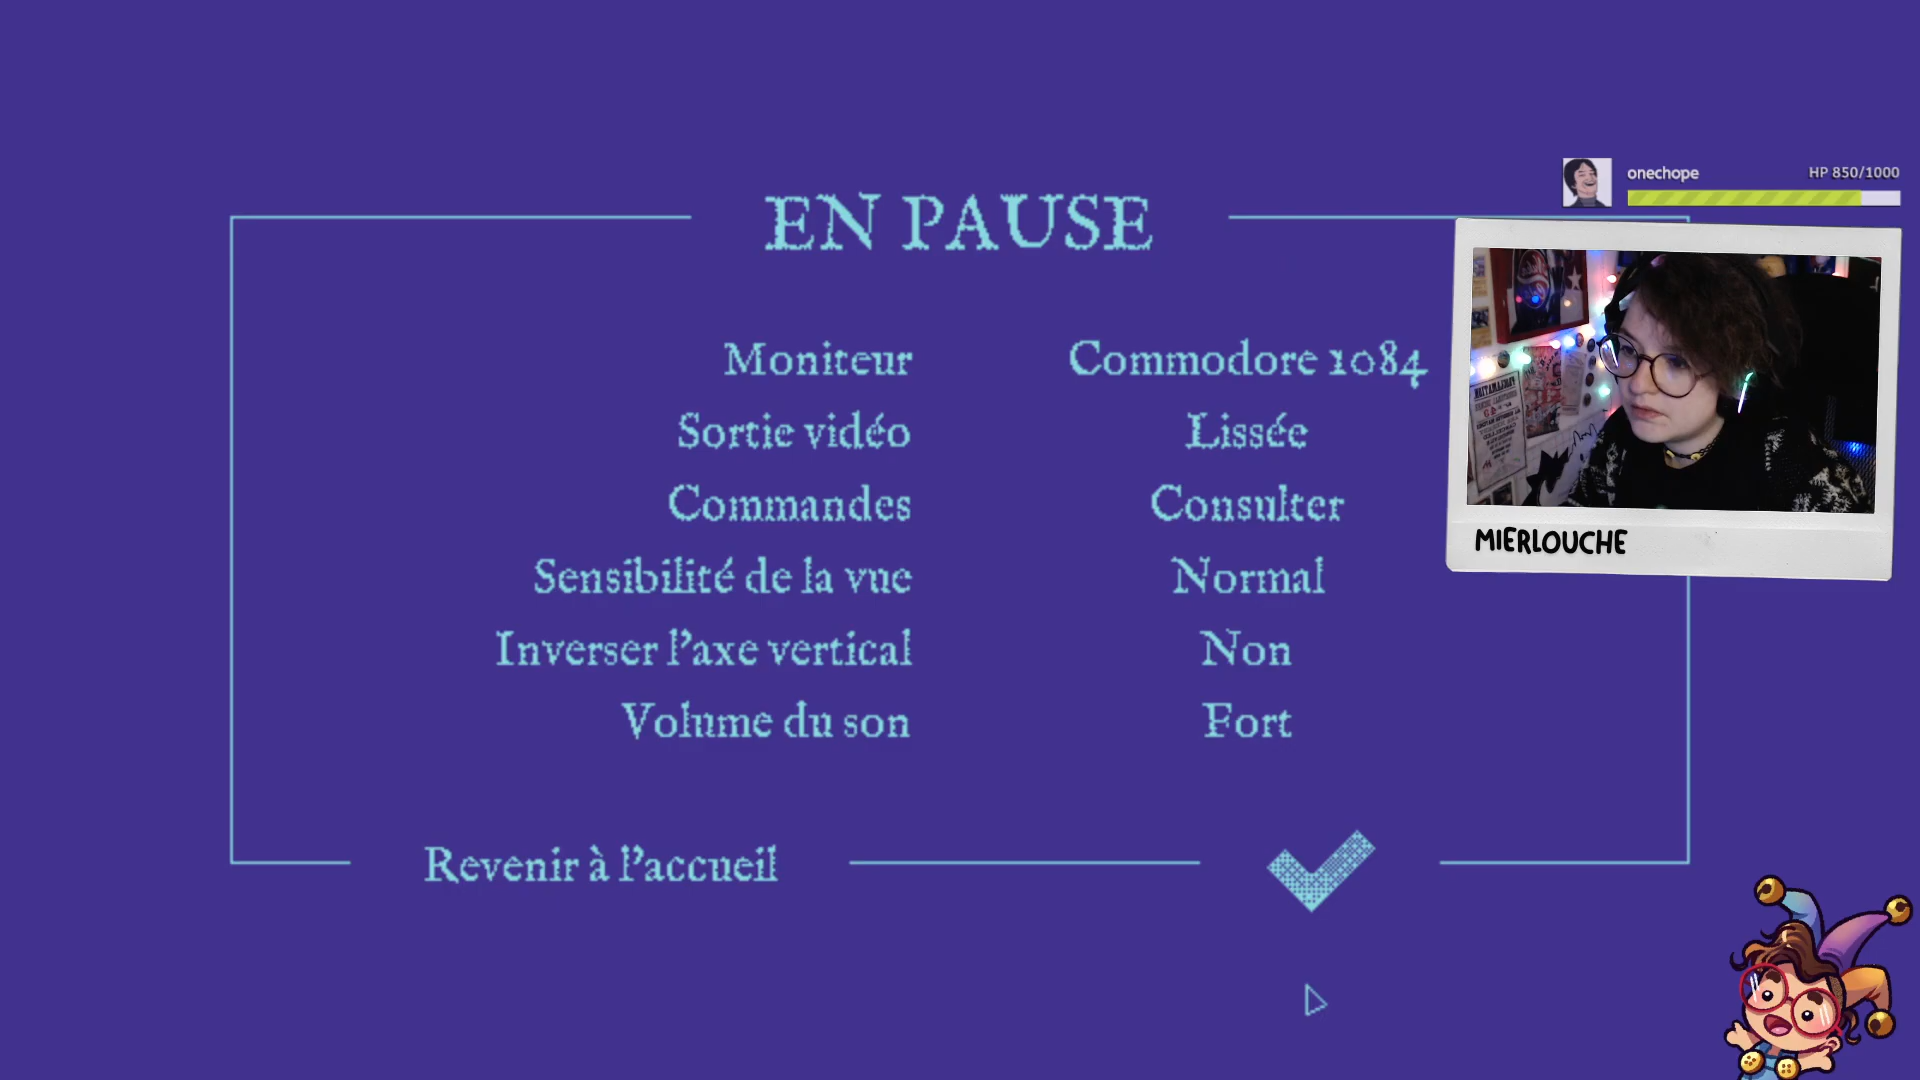 EN PAUSE
onechope HP 850/1000
Moniteur Commodore 1084
Sortie vidéo Lissée
Commandes Consulter
Sensibilité de la vue Normal
Inverser l'axe vertical Non
Volume du son Fort
MIERLOUCHE
Revenir à l'accueil